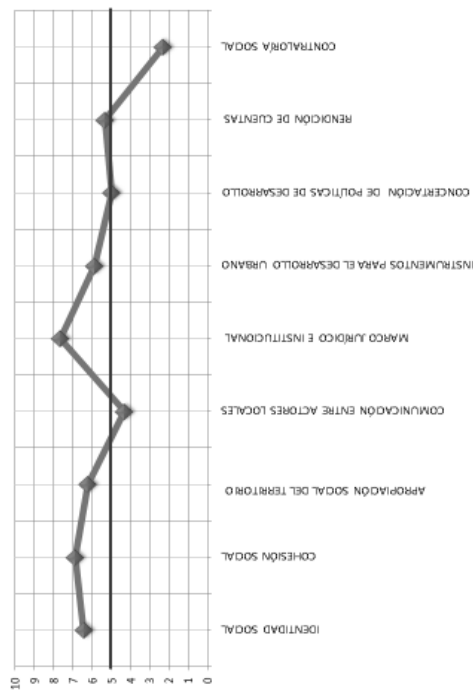 CONTRALORÍA SOCIAL
RENDICIÓN DE CUENTAS
CONCERTACIÓN DE POLÍTICAS DE DESARROLLO
INSTRUMENTOS PARA EL DESARROLLO URBANO
MARCO JURÍDICO E INSTITUCIONAL
COMUNICACIÓN ENTRE ACTORES LOCALES
APROPIACIÓN SOCIAL DEL TERRITORIO
COHESIÓN SOCIAL
IDENTIDAD SOCIAL
10 9 8 7 6 5 4 3 2 1 0